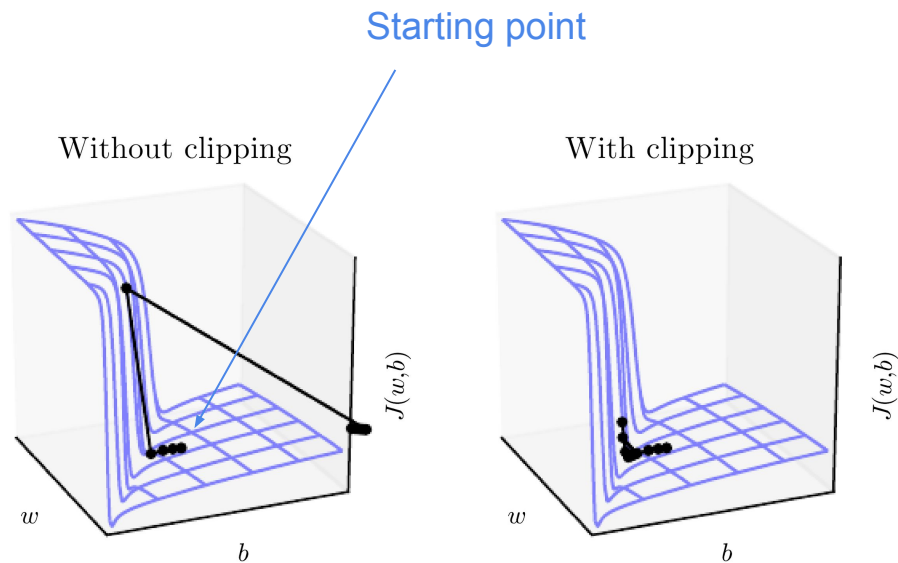 Starting point
Without clipping
With clipping
J(w,b)
J(w,b)
w
b
w
b